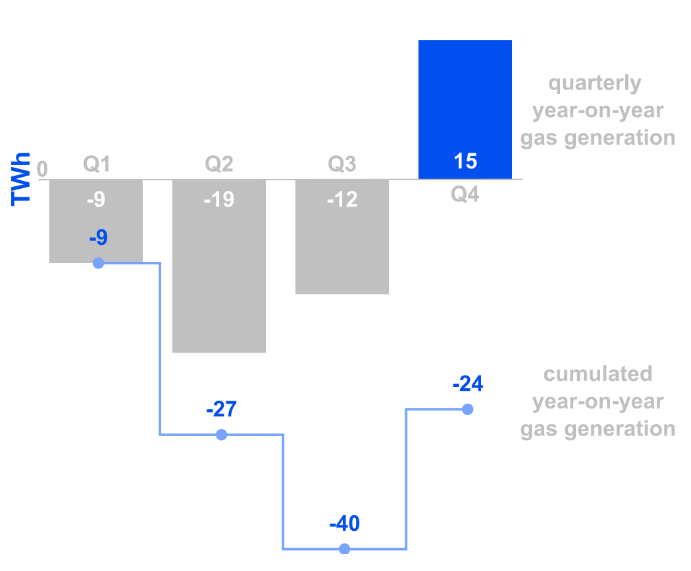 quarterly
year-on-year
gas generation
TWh
0
Q1
Q2
Q3
15
Q4
-9
-19
-12
-9
cumulated
year-on-year
gas generation
-24
-27
-40